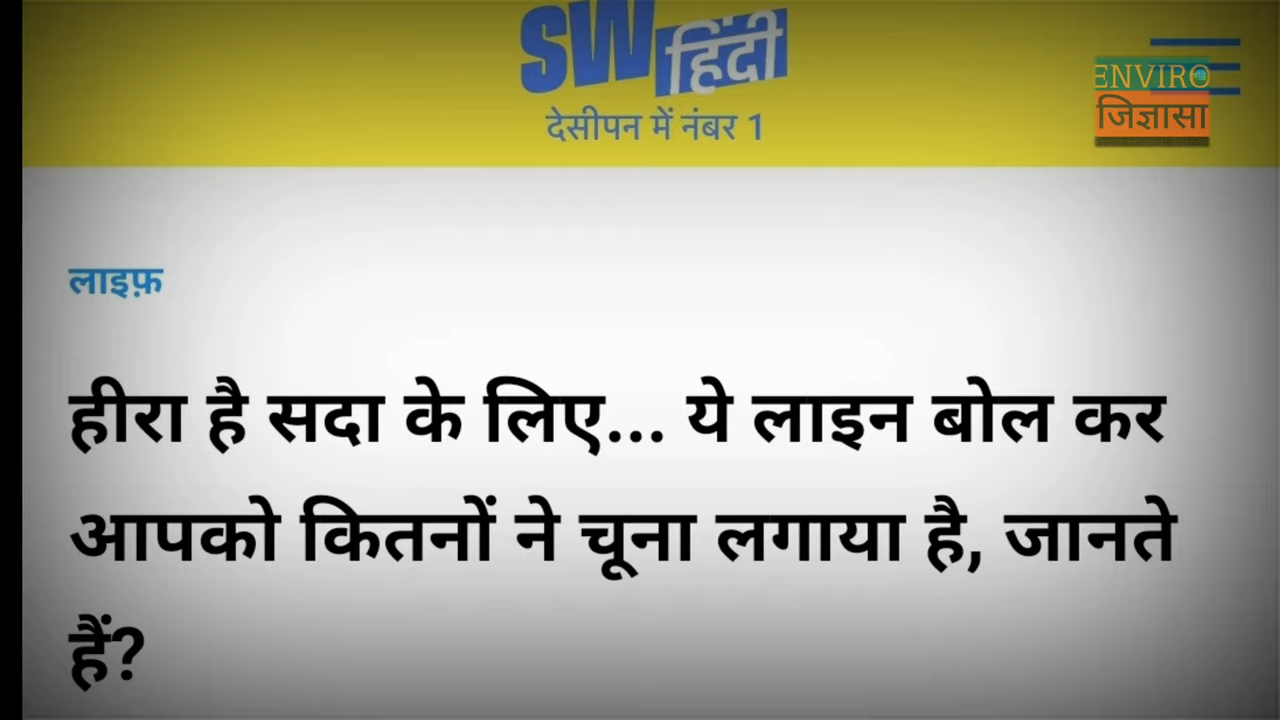 SW हिंदी
देसीपन में नंबर 1
ENVIRO
जिज्ञासा
लाइफ़
हीरा है सदा के लिए... ये लाइन बोल कर
आपको कितनों ने चूना लगाया है, जानते
हैं?